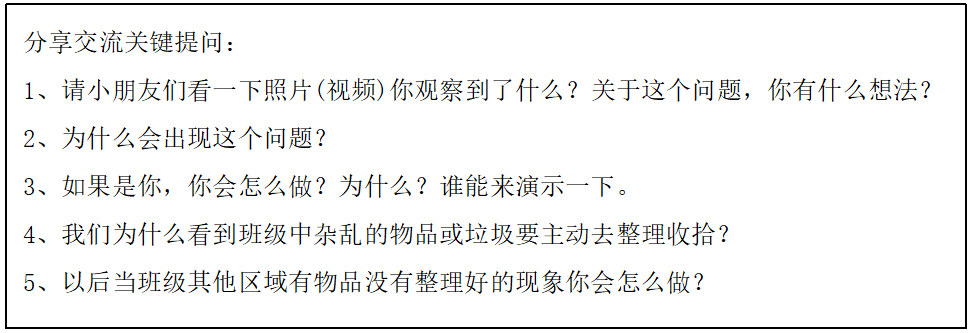 分享交流关键提问：
1、请小朋友们看一下照片(视频)你观察到了什么？关于这个问题，你有什么想法？
2、为什么会出现这个问题？
3、如果是你，你会怎么做？为什么？谁能来演示一下。
4、我们为什么看到班级中杂乱的物品或垃圾要主动去整理收拾？
5、以后当班级其他区域有物品没有整理好的现象你会怎么做？